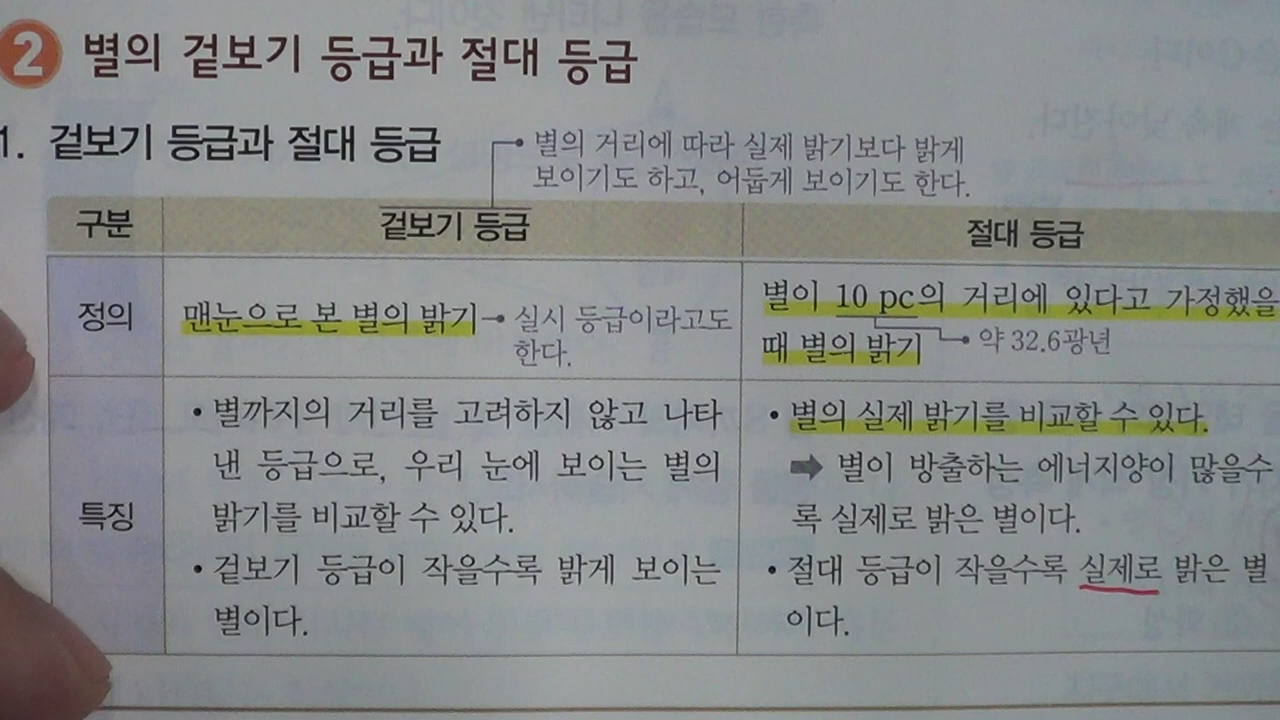 2 별의 겉보기 등급과 절대 등급
1. 겉보기 등급과 절대 등급
별의 거리에 따라 실제 밝기보다 밝게
보이기도 하고, 어둡게 보이기도 한다.
구분
겉보기 등급
절대 등급
정의
맨눈으로 본 별의 밝기
실시 등급이라고도
한다.
별이 10 pc의 거리에 있다고 가정했을
때 별의 밝기
약 32.6광년
특징
• 별까지의 거리를 고려하지 않고 나타
낸 등급으로, 우리 눈에 보이는 별의
밝기를 비교할 수 있다.
• 겉보기 등급이 작을수록 밝게 보이는
별이다.
• 별의 실제 밝기를 비교할 수 있다.
➡ 별이 방출하는 에너지양이 많을수
록 실제로 밝은 별이다.
• 절대 등급이 작을수록 실제로 밝은 별
이다.